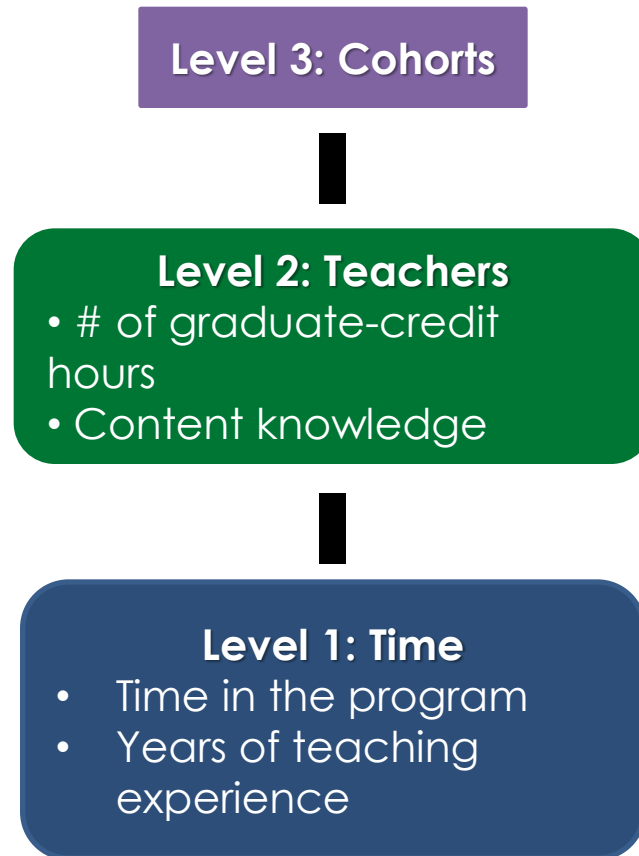 Level 3: Cohorts
Level 2: Teachers
• # of graduate-credit
hours
• Content knowledge
Level 1: Time
• Time in the program
• Years of teaching
experience